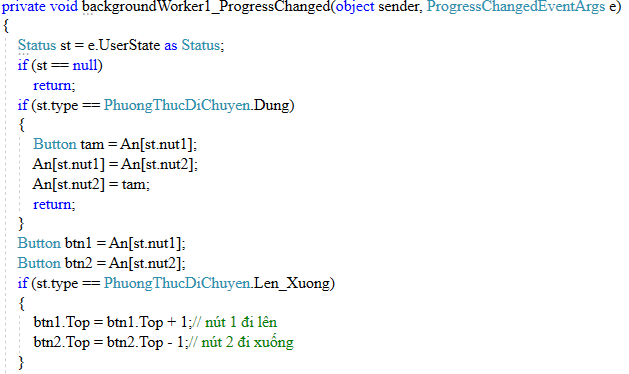 private void backgroundWorker1_ProgressChanged(object sender, ProgressChangedEventArgs e)
{
Status st = e.UserState as Status;
if (st == null)
return;
if (st.type == PhuongThucDiChuyen.Dung)
{
Button tam = An[st.nut1];
An[st.nut1] = An[st.nut2];
An[st.nut2] = tam;
return;
}
Button btn1 = An[st.nut1];
Button btn2 = An[st.nut2];
if (st.type == PhuongThucDiChuyen.Len_Xuong)
{
btn1.Top = btn1.Top + 1;// nút 1 đi lên
btn2.Top = btn2.Top - 1;// nút 2 đi xuống
}